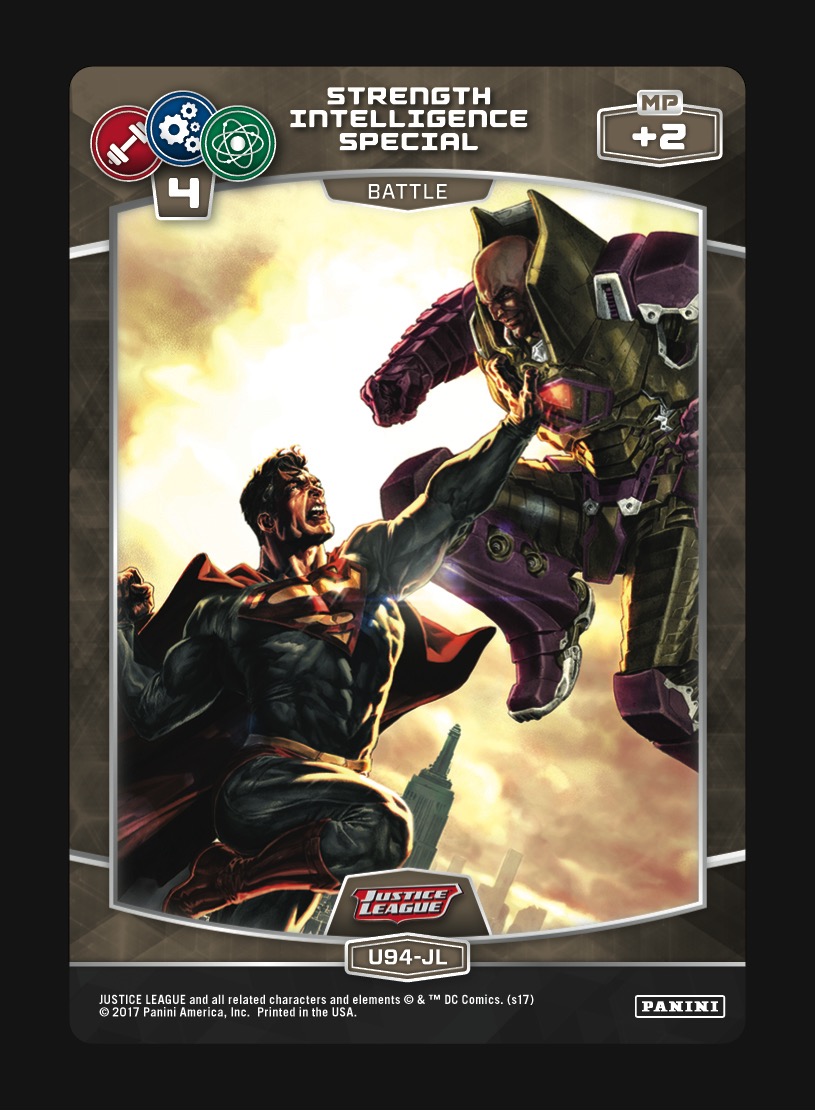 STRENGTH
INTELLIGENCE
SPECIAL
MP
+2
4
BATTLE
JUSTICE
LEAGUE
U94-JL
JUSTICE LEAGUE and all related characters and elements © & ™ DC Comics. (s17)
© 2017 Panini America, Inc. Printed in the USA.
PANINI